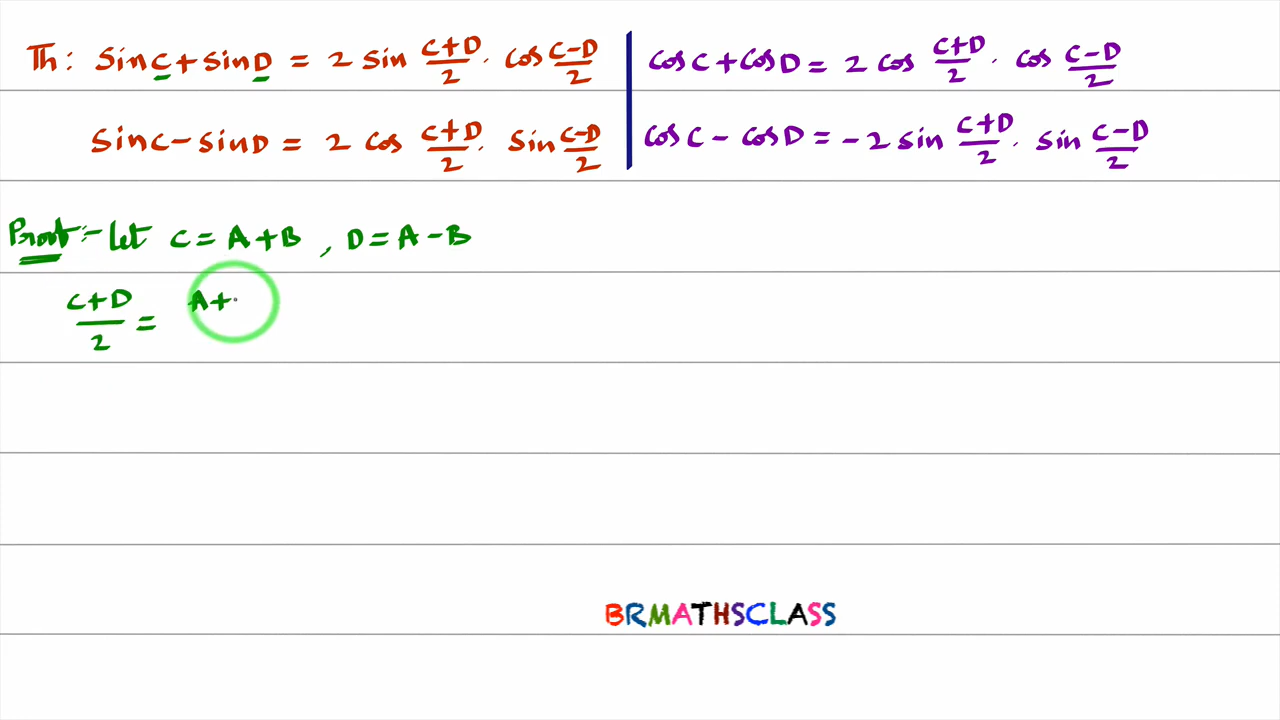 Th: sinC+sinD = 2 sin (C+D)/2 . cos (C-D)/2
sinC-sinD = 2 cos (C+D)/2 . sin (C-D)/2
cosC+cosD = 2 cos (C+D)/2 . cos (C-D)/2
cosC - cosD = -2 sin (C+D)/2 . sin (C-D)/2
Proof:- Let C = A+B , D = A-B
(C+D)/2 = A+
BRMATHSCLASS